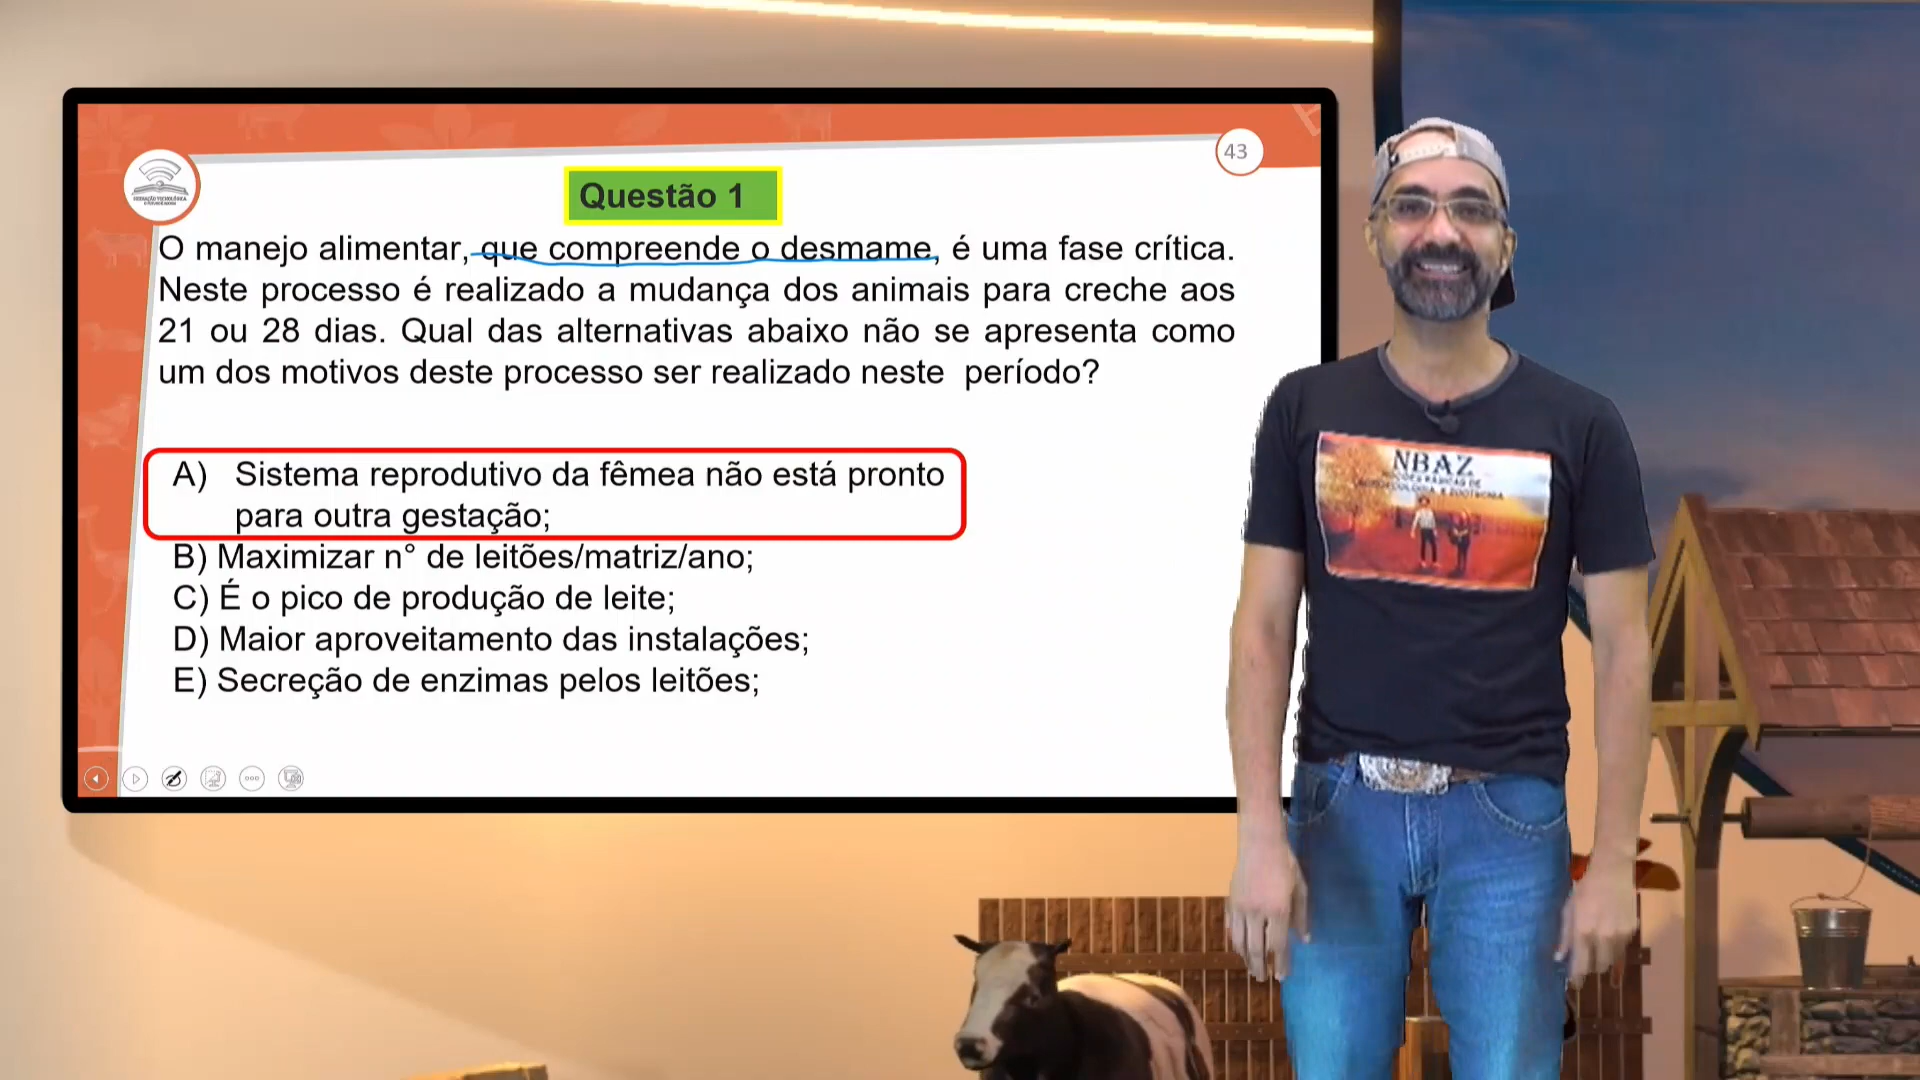 43
Questão 1
O manejo alimentar, que compreende o desmame, é uma fase crítica.
Neste processo é realizado a mudança dos animais para creche aos
21 ou 28 dias. Qual das alternativas abaixo não se apresenta como
um dos motivos deste processo ser realizado neste período?
A) Sistema reprodutivo da fêmea não está pronto
para outra gestação;
B) Maximizar n° de leitões/matriz/ano;
C) É o pico de produção de leite;
D) Maior aproveitamento das instalações;
E) Secreção de enzimas pelos leitões;
NBAZ